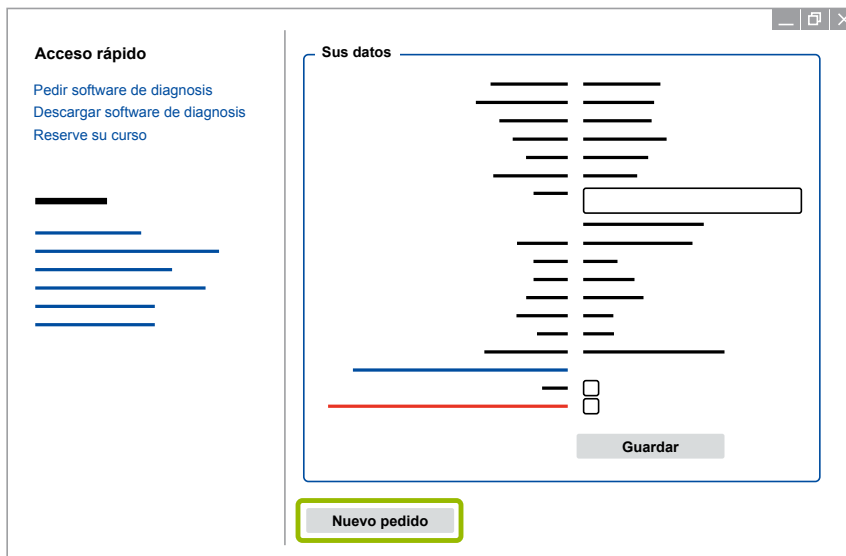 Acceso rápido
Pedir software de diagnosis
Descargar software de diagnosis
Reserve su curso
Sus datos
Guardar
Nuevo pedido